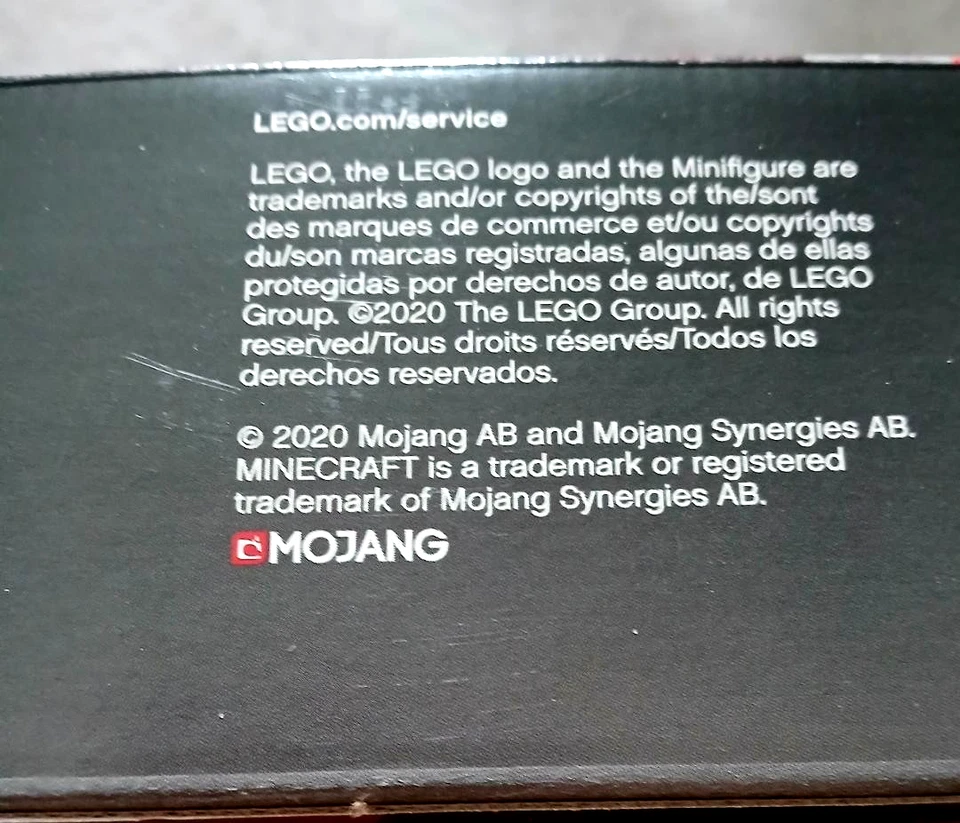 LEGO.com/service
LEGO, the LEGO logo and the Minifigure are
trademarks and/or copyrights of the/sont
des marques de commerce et/ou copyrights
du/son marcas registradas, algunas de ellas
protegidas por derechos de autor, de LEGO
Group. ©2020 The LEGO Group. All rights
reserved/Tous droits réservés/Todos los
derechos reservados.
© 2020 Mojang AB and Mojang Synergies AB.
MINECRAFT is a trademark or registered
trademark of Mojang Synergies AB.
MOJANG